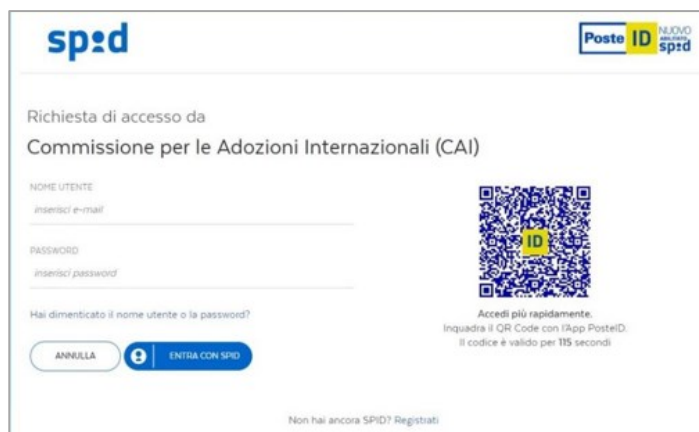 spid
Poste ID NUOVO
ABILITATO
spid
Richiesta di accesso da
Commissione per le Adozioni Internazionali (CAI)
NOME UTENTE
inserisci e-mail
PASSWORD
inserisci password
Hai dimenticato il nome utente o la password?
ANNULLA
ENTRA CON SPID
ID
Accedi più rapidamente.
Inquadra il QR Code con l'App PosteID.
Il codice è valido per 115 secondi
Non hai ancora SPID? Registrati